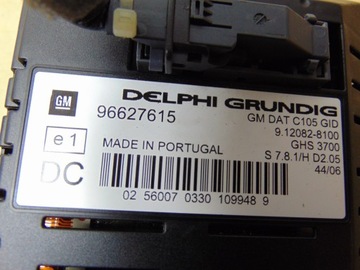 DELPHI GRUNDIG
GM
96627615
GM DAT C105 GID
9.12082-8100
e1
GHS 3700
MADE IN PORTUGAL
S 7.8.1/H D2.05
DC
44/06
02 56007 0330 109948 9